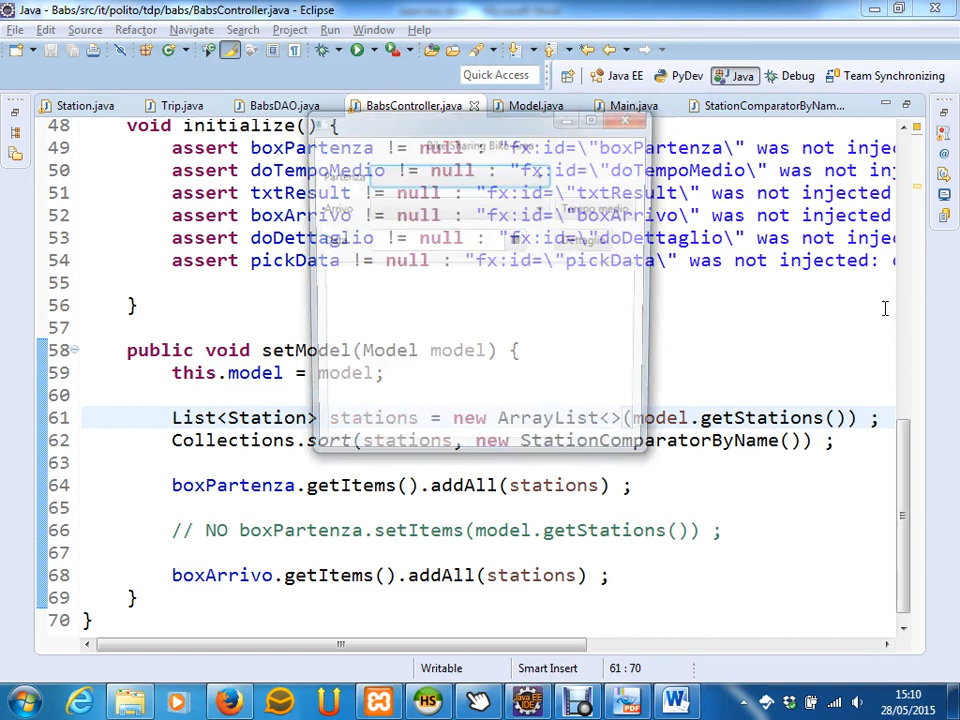 Java - Babs/src/it/polito/tdp/babs/BabsController.java - Eclipse
File Edit Source Refactor Navigate Search Project Run Window Help
Quick Access
Java EE PyDev Java Debug Team Synchronizing
Station.java Trip.java BabsDAO.java BabsController.java Model.java Main.java StationComparatorByNam...
48 void initialize() {
49 assert boxPartenza != null : "fx:id=\"boxPartenza\" was not injec
50 assert doTempoMedio != null : "fx:id=\"doTempoMedio\" was not inje
51 assert txtResult != null : "fx:id=\"txtResult\" was not injected
52 assert boxArrivo != null : "fx:id=\"boxArrivo\" was not injected
53 assert doDettaglio != null : "fx:id=\"doDettaglio\" was not injec
54 assert pickData != null : "fx:id=\"pickData\" was not injected: c
55
56 }
57
58 public void setModel(Model model) {
59 this.model = model;
60
61 List<Station> stations = new ArrayList<>(model.getStations()) ;
62 Collections.sort(stations, new StationComparatorByName()) ;
63
64 boxPartenza.getItems().addAll(stations) ;
65
66 // NO boxPartenza.setItems(model.getStations()) ;
67
68 boxArrivo.getItems().addAll(stations) ;
69 }
70 }
Partenza
Arrivo
Tempo medio
Writable Smart Insert 61 : 70
15:10
28/05/2015